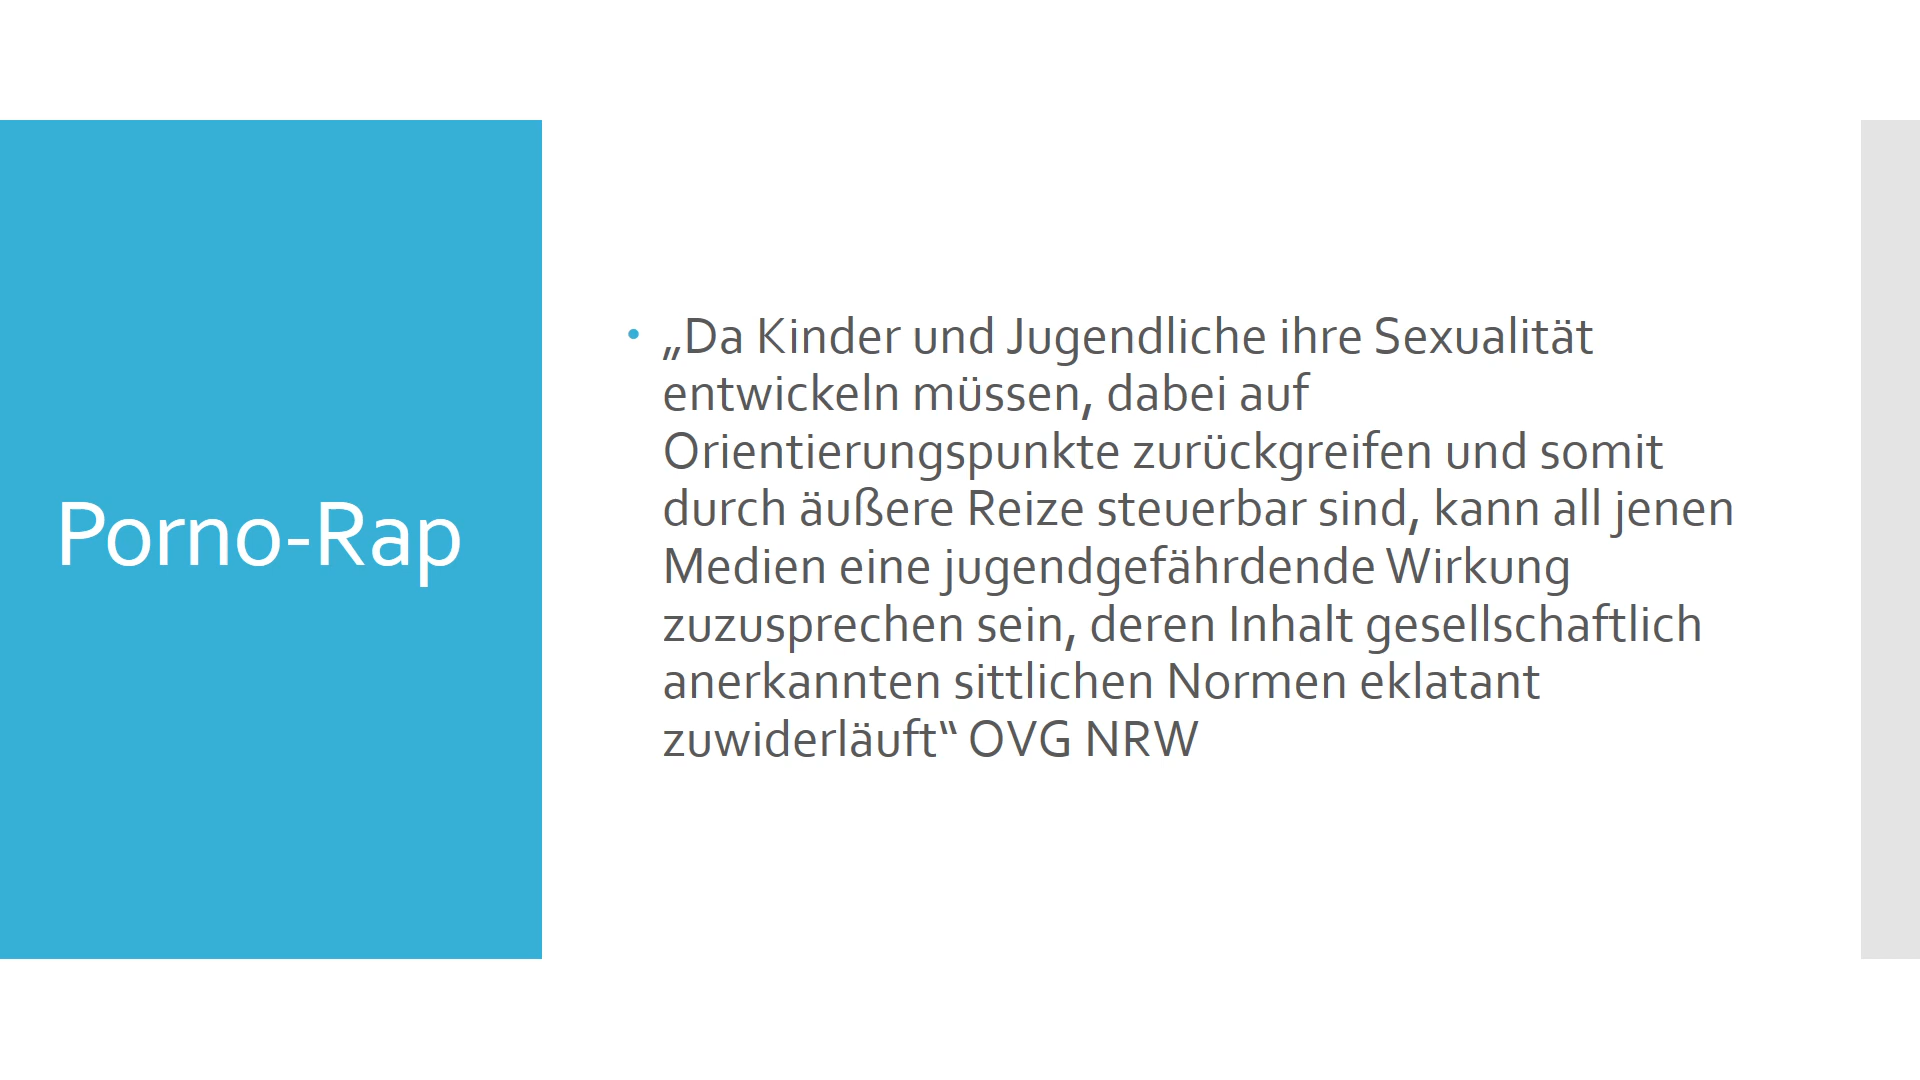 Porno-Rap
• „Da Kinder und Jugendliche ihre Sexualität
entwickeln müssen, dabei auf
Orientierungspunkte zurückgreifen und somit
durch äußere Reize steuerbar sind, kann all jenen
Medien eine jugendgefährdende Wirkung
zuzusprechen sein, deren Inhalt gesellschaftlich
anerkannten sittlichen Normen eklatant
zuwiderläuft“ OVG NRW